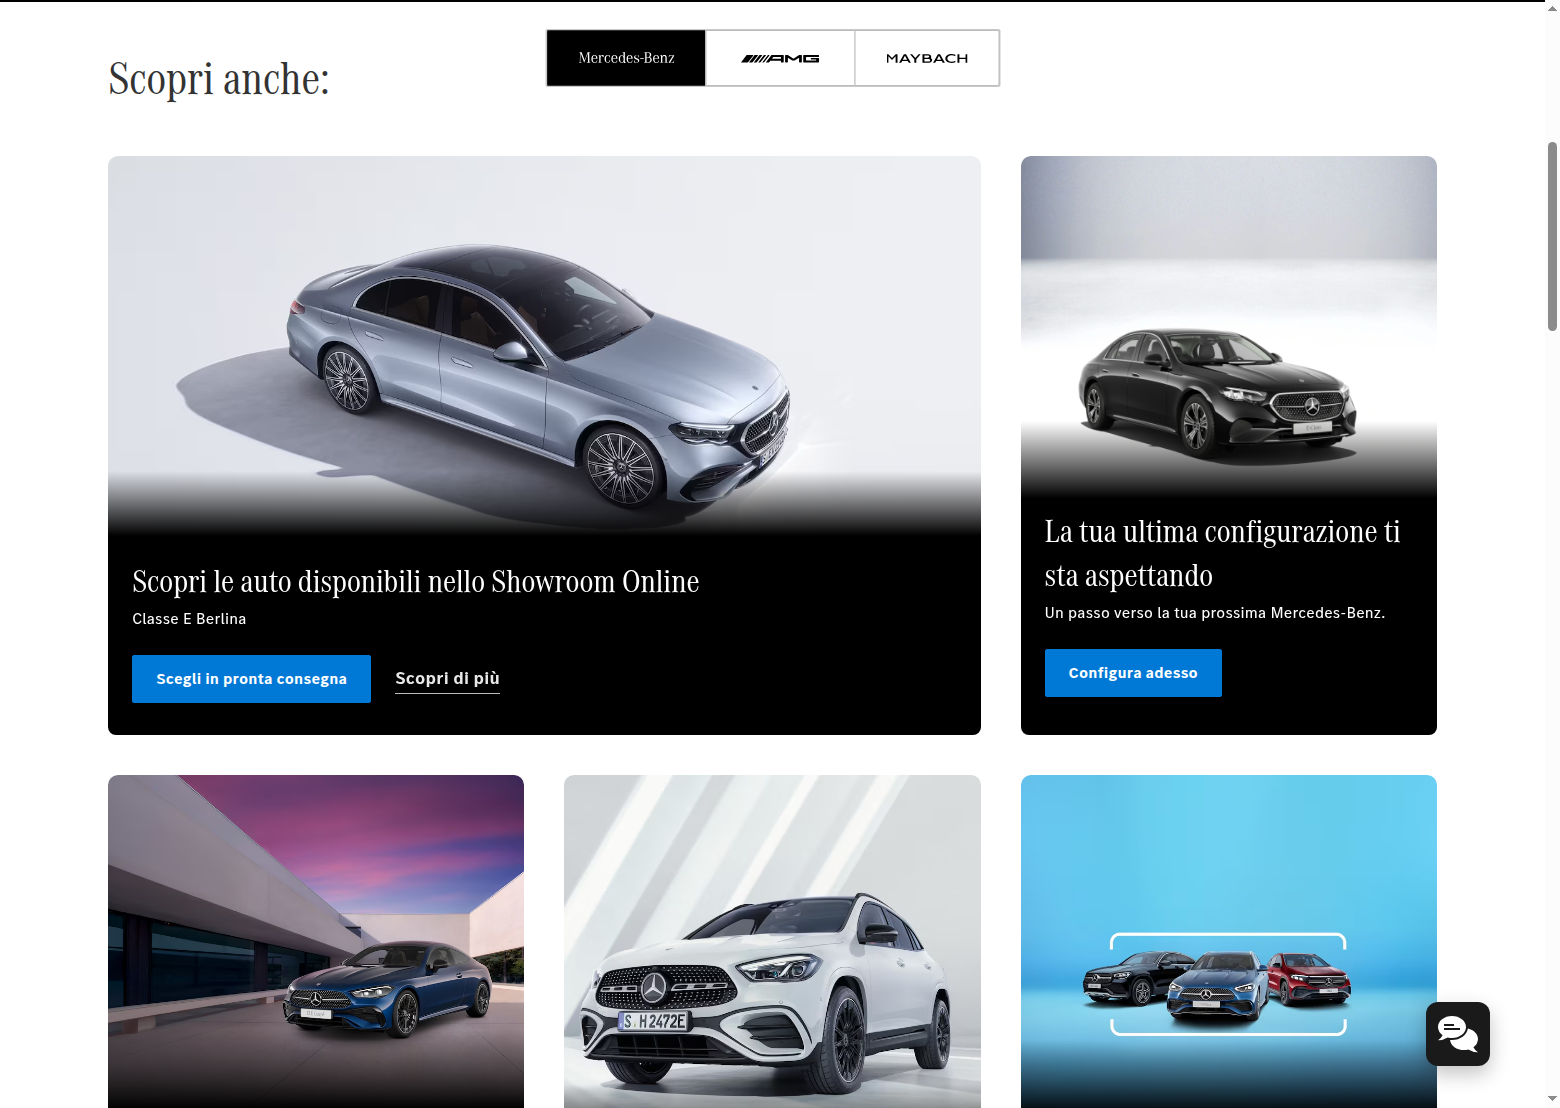 Scopri anche:
Mercedes-Benz
AMG
MAYBACH
Scopri le auto disponibili nello Showroom Online
Classe E Berlina
Scegli in pronta consegna
Scopri di più
La tua ultima configurazione ti
sta aspettando
Un passo verso la tua prossima Mercedes-Benz.
Configura adesso
S H 2472E